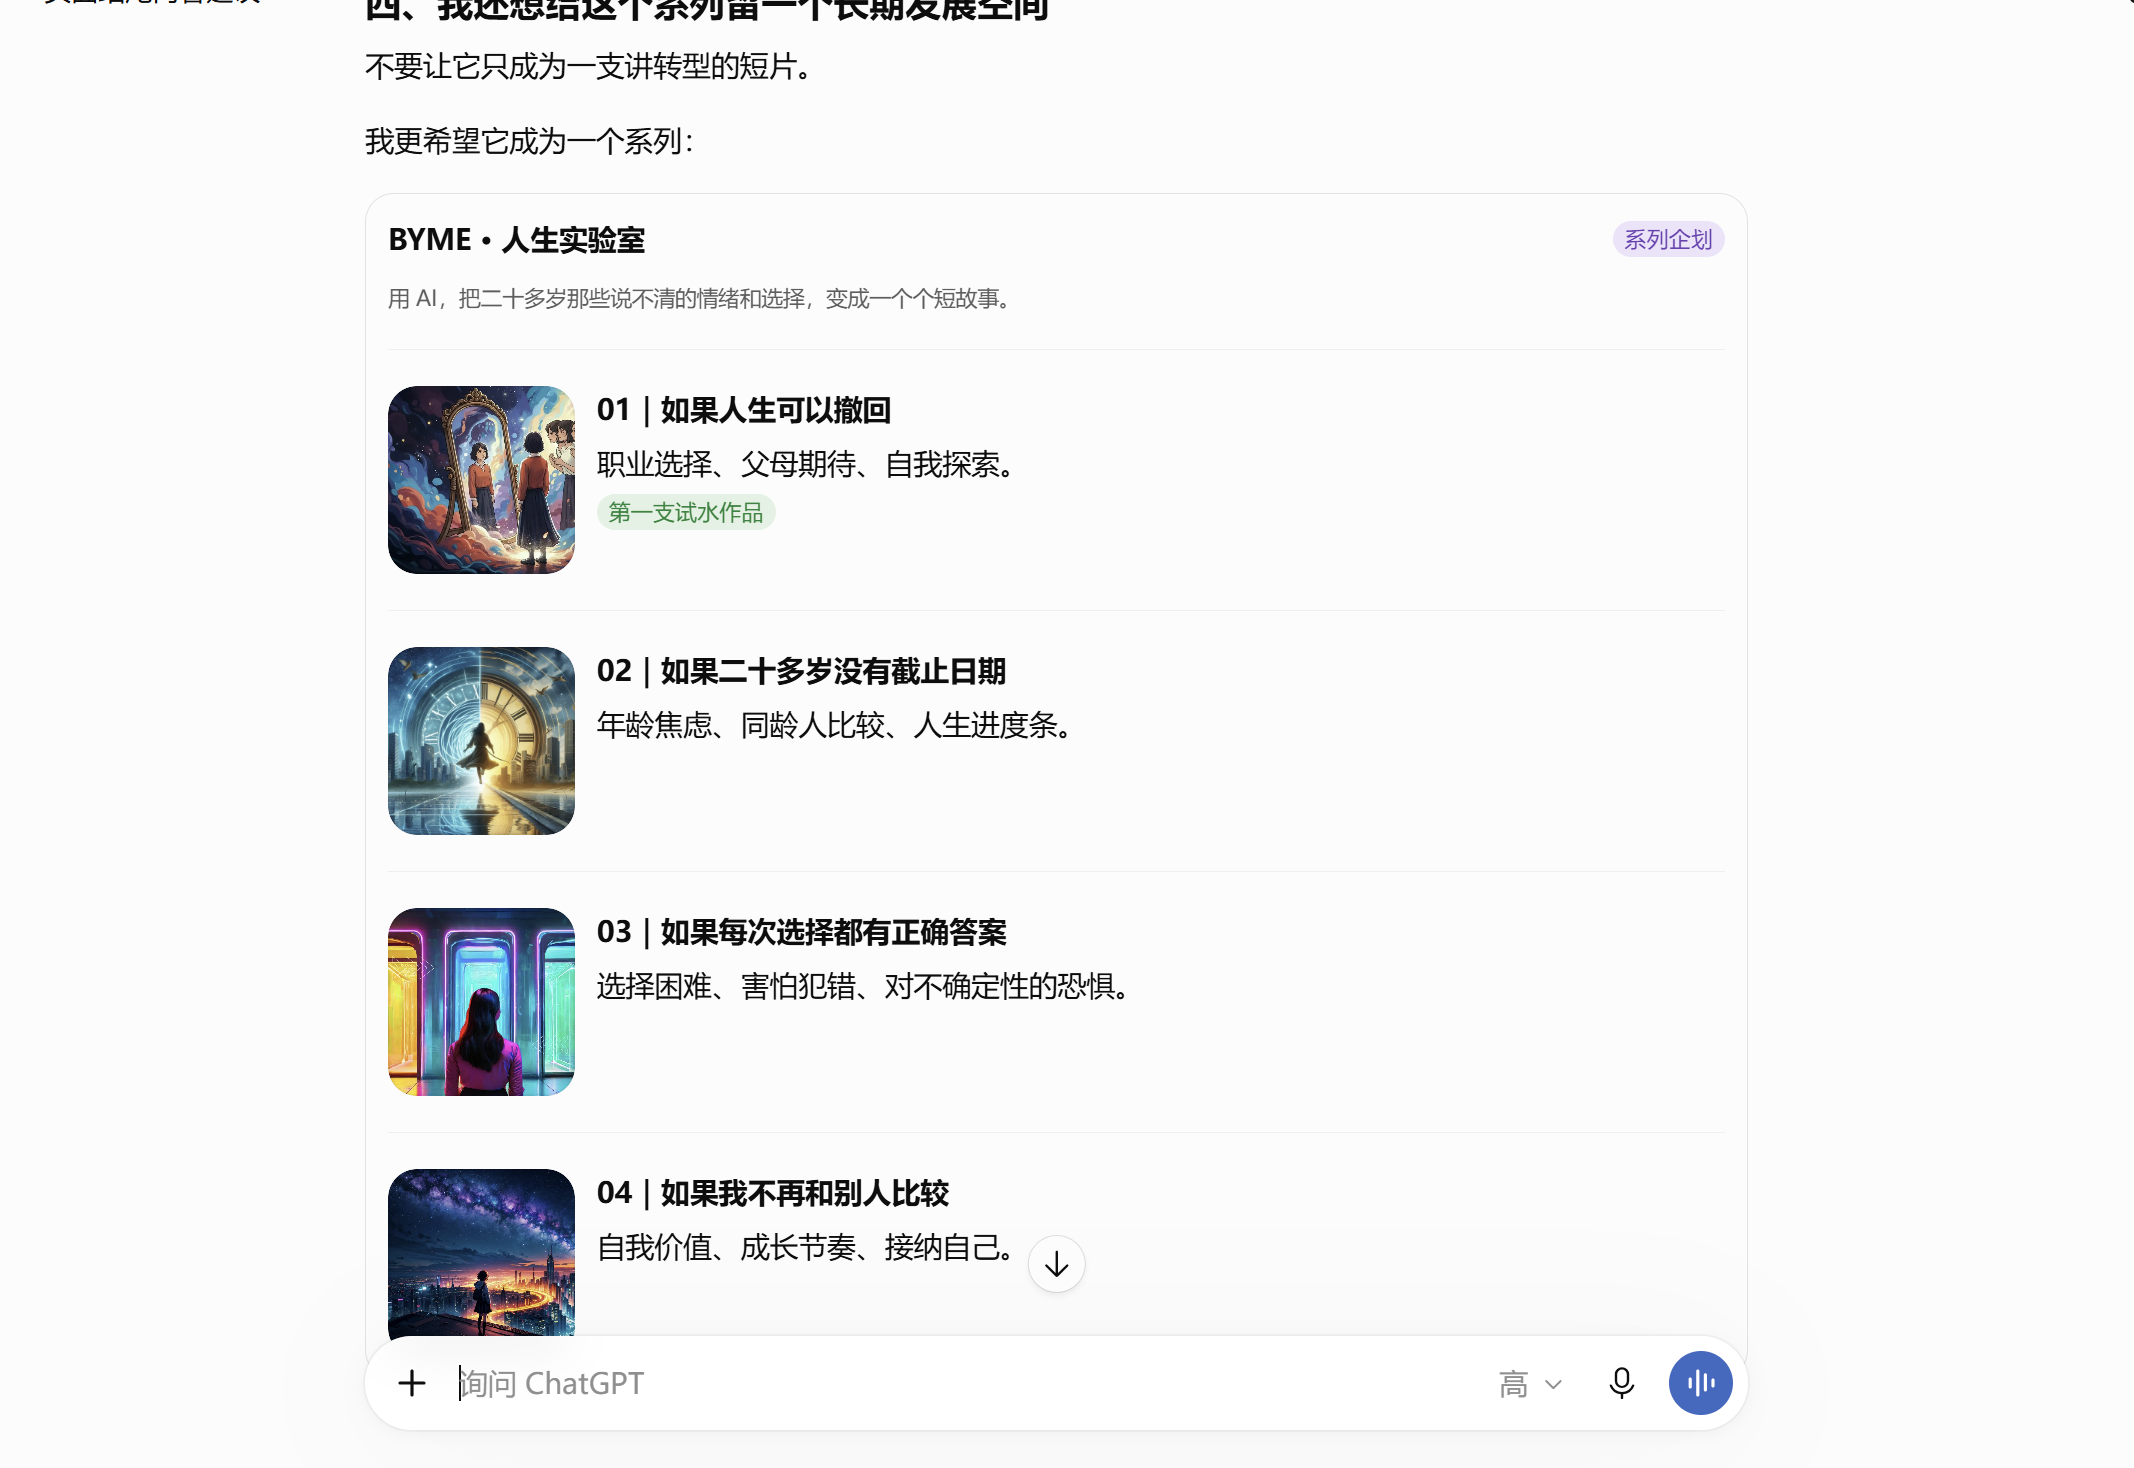 四、我还想给这个系列留一个长期发展空间
不要让它只成为一支讲转型的短片。
我更希望它成为一个系列：
BYME · 人生实验室
系列企划
用 AI，把二十多岁那些说不清的情绪和选择，变成一个个短故事。
01｜如果人生可以撤回
职业选择、父母期待、自我探索。
第一支试水作品
02｜如果二十多岁没有截止日期
年龄焦虑、同龄人比较、人生进度条。
03｜如果每次选择都有正确答案
选择困难、害怕犯错、对不确定性的恐惧。
04｜如果我不再和别人比较
自我价值、成长节奏、接纳自己。
询问 ChatGPT
高